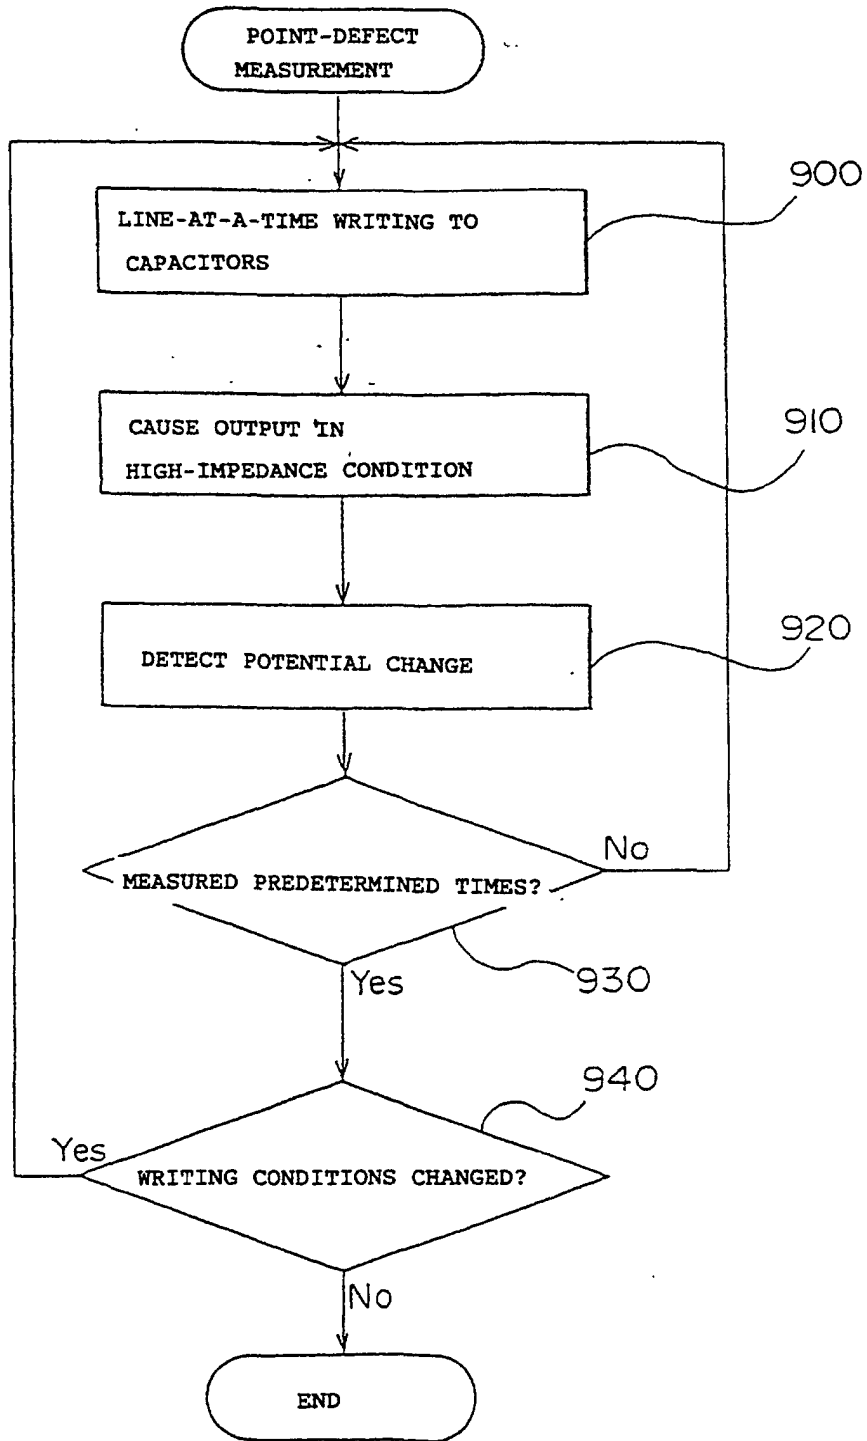 POINT-DEFECT
MEASUREMENT
900
LINE-AT-A-TIME WRITING TO
CAPACITORS
910
CAUSE OUTPUT IN
HIGH-IMPEDANCE CONDITION
920
DETECT POTENTIAL CHANGE
No
MEASURED PREDETERMINED TIMES?
930
Yes
940
Yes
WRITING CONDITIONS CHANGED?
No
END